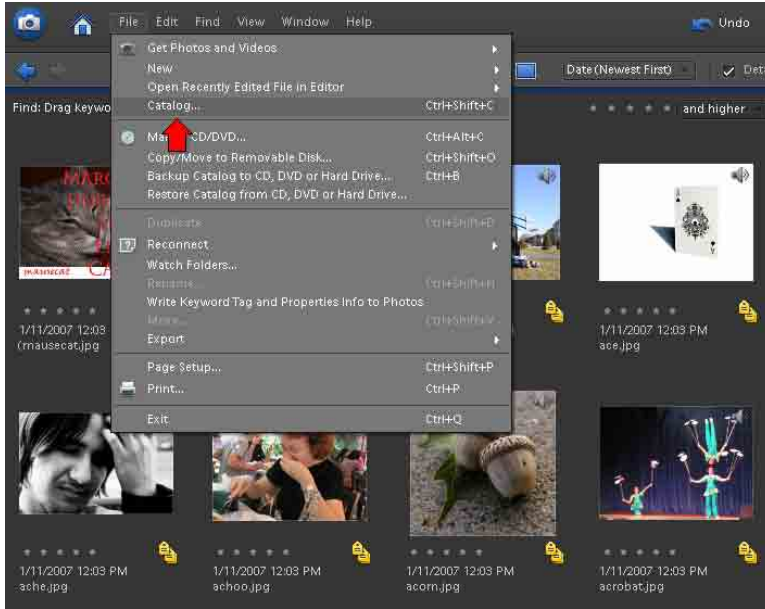 File Edit Find View Window Help
Undo
Get Photos and Videos
New
Open Recently Edited File in Editor
Catalog... Ctrl+Shift+C
CD/DVD... Ctrl+Alt+C
Copy/Move to Removable Disk... Ctrl+Shift+O
Backup Catalog to CD, DVD or Hard Drive... Ctrl+B
Restore Catalog from CD, DVD or Hard Drive...
Duplicate Ctrl+Shift+D
Reconnect
Watch Folders...
Rename... Ctrl+Shift+N
Write Keyword Tag and Properties Info to Photos
Move... Ctrl+Shift+V
Export
Page Setup... Ctrl+Shift+P
Print... Ctrl+P
Exit Ctrl+Q
Date (Newest First)
Det
Find: Drag keywo
and higher
mausecat
1/11/2007 12:03
(mausecat.jpg
1/11/2007 12:03 PM
ace.jpg
1/11/2007 12:03 PM
ache.jpg
1/11/2007 12:03 PM
achoo.jpg
1/11/2007 12:03 PM
acorn.jpg
1/11/2007 12:03 PM
acrobat.jpg